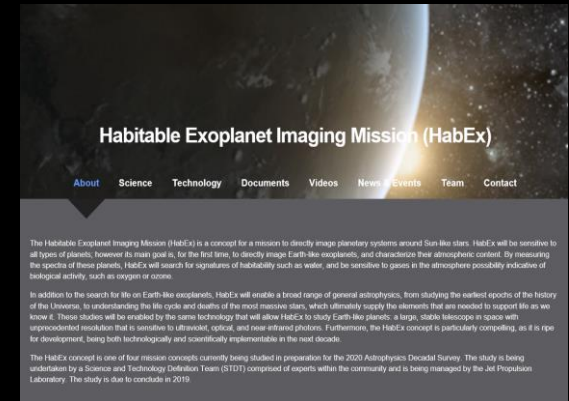 Habitable Exoplanet Imaging Mission (HabEx)
About Science Technology Documents Videos News & Events Team Contact
The Habitable Exoplanet Imaging Mission (HabEx) is a concept for a mission to directly image planetary systems around Sun-like stars. HabEx will be sensitive to
all types of planets; however its main goal is, for the first time, to directly image Earth-like exoplanets, and characterize their atmospheric content. By measuring
the spectra of these planets, HabEx will search for signatures of habitability such as water, and be sensitive to gases in the atmosphere possibility indicative of
biological activity, such as oxygen or ozone.
In addition to the search for life on Earth-like exoplanets, HabEx will enable a broad range of general astrophysics, from studying the earliest epochs of the history
of the Universe, to understanding the life cycle and deaths of the most massive stars, which ultimately supply the elements that are needed to support life as we
know it. These studies will be enabled by the same technology that will allow HabEx to study Earth-like planets: a large, stable telescope in space with
unprecedented resolution that is sensitive to ultraviolet, optical, and near-infrared photons. Furthermore, the HabEx concept is particularly compelling, as it is ripe
for development, being both technologically and scientifically implementable in the next decade.
The HabEx concept is one of four mission concepts currently being studied in preparation for the 2020 Astrophysics Decadal Survey. The study is being
undertaken by a Science and Technology Definition Team (STDT) comprised of experts within the community and is being managed by the Jet Propulsion
Laboratory. The study is due to conclude in 2019.